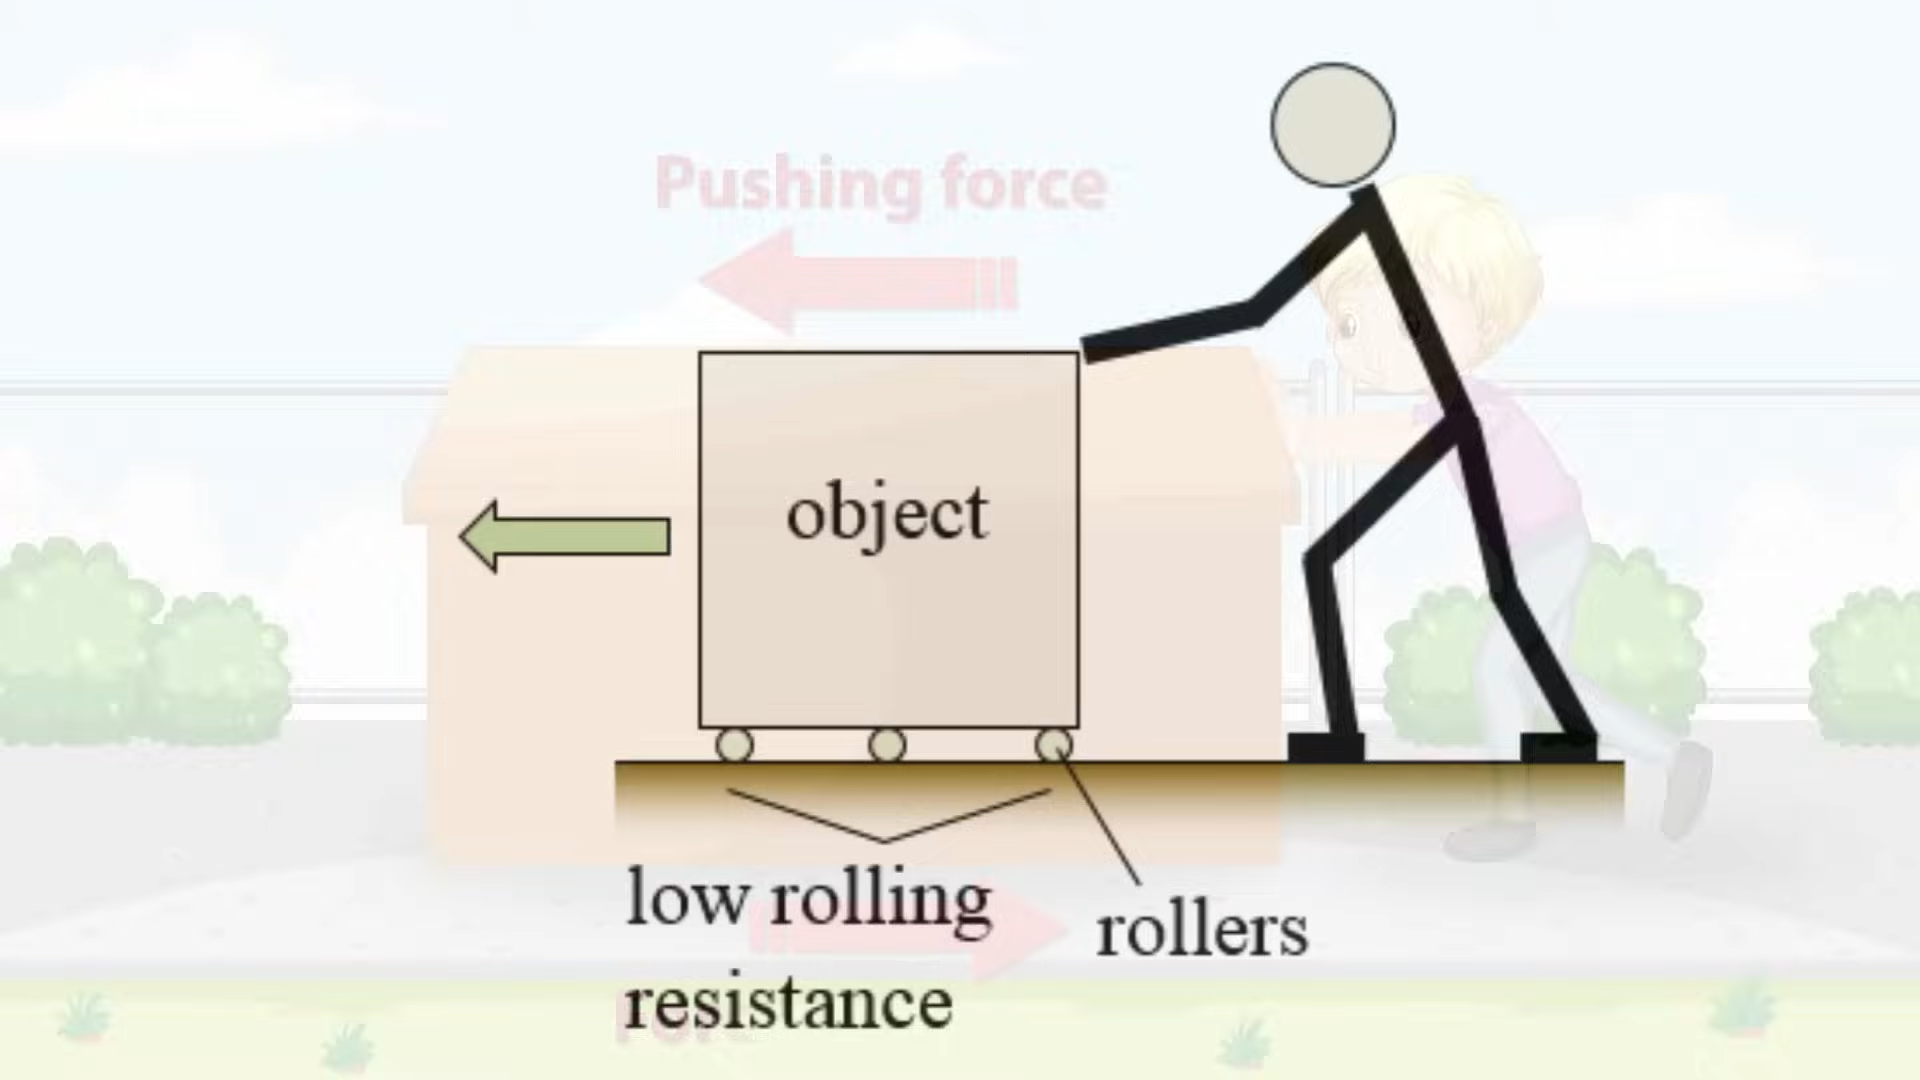 Pushing force
object
low rolling
resistance
rollers